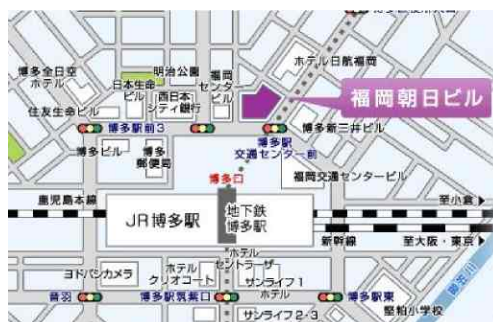 ホテル日航福岡
博多全日空
ホテル
明治公園
日本生命
ビル
福岡
センター
ビル
西日本
シティ銀行
住友生命ビル
福岡朝日ビル
博多駅前3
博多新三井ビル
博多ビル
博多
郵便局
博多駅
交通センター前
博多口
福岡交通センタービル
鹿児島本線
至小倉
JR博多駅
地下鉄
博多駅
新幹線
至大阪・東京
ホテル
セントラーザ
ヨドバシカメラ
ホテル
クリオコート
サンライフ1
音羽
博多駅筑紫口
ホテル
博多駅東
サンライフ2・3
堅粕小学校